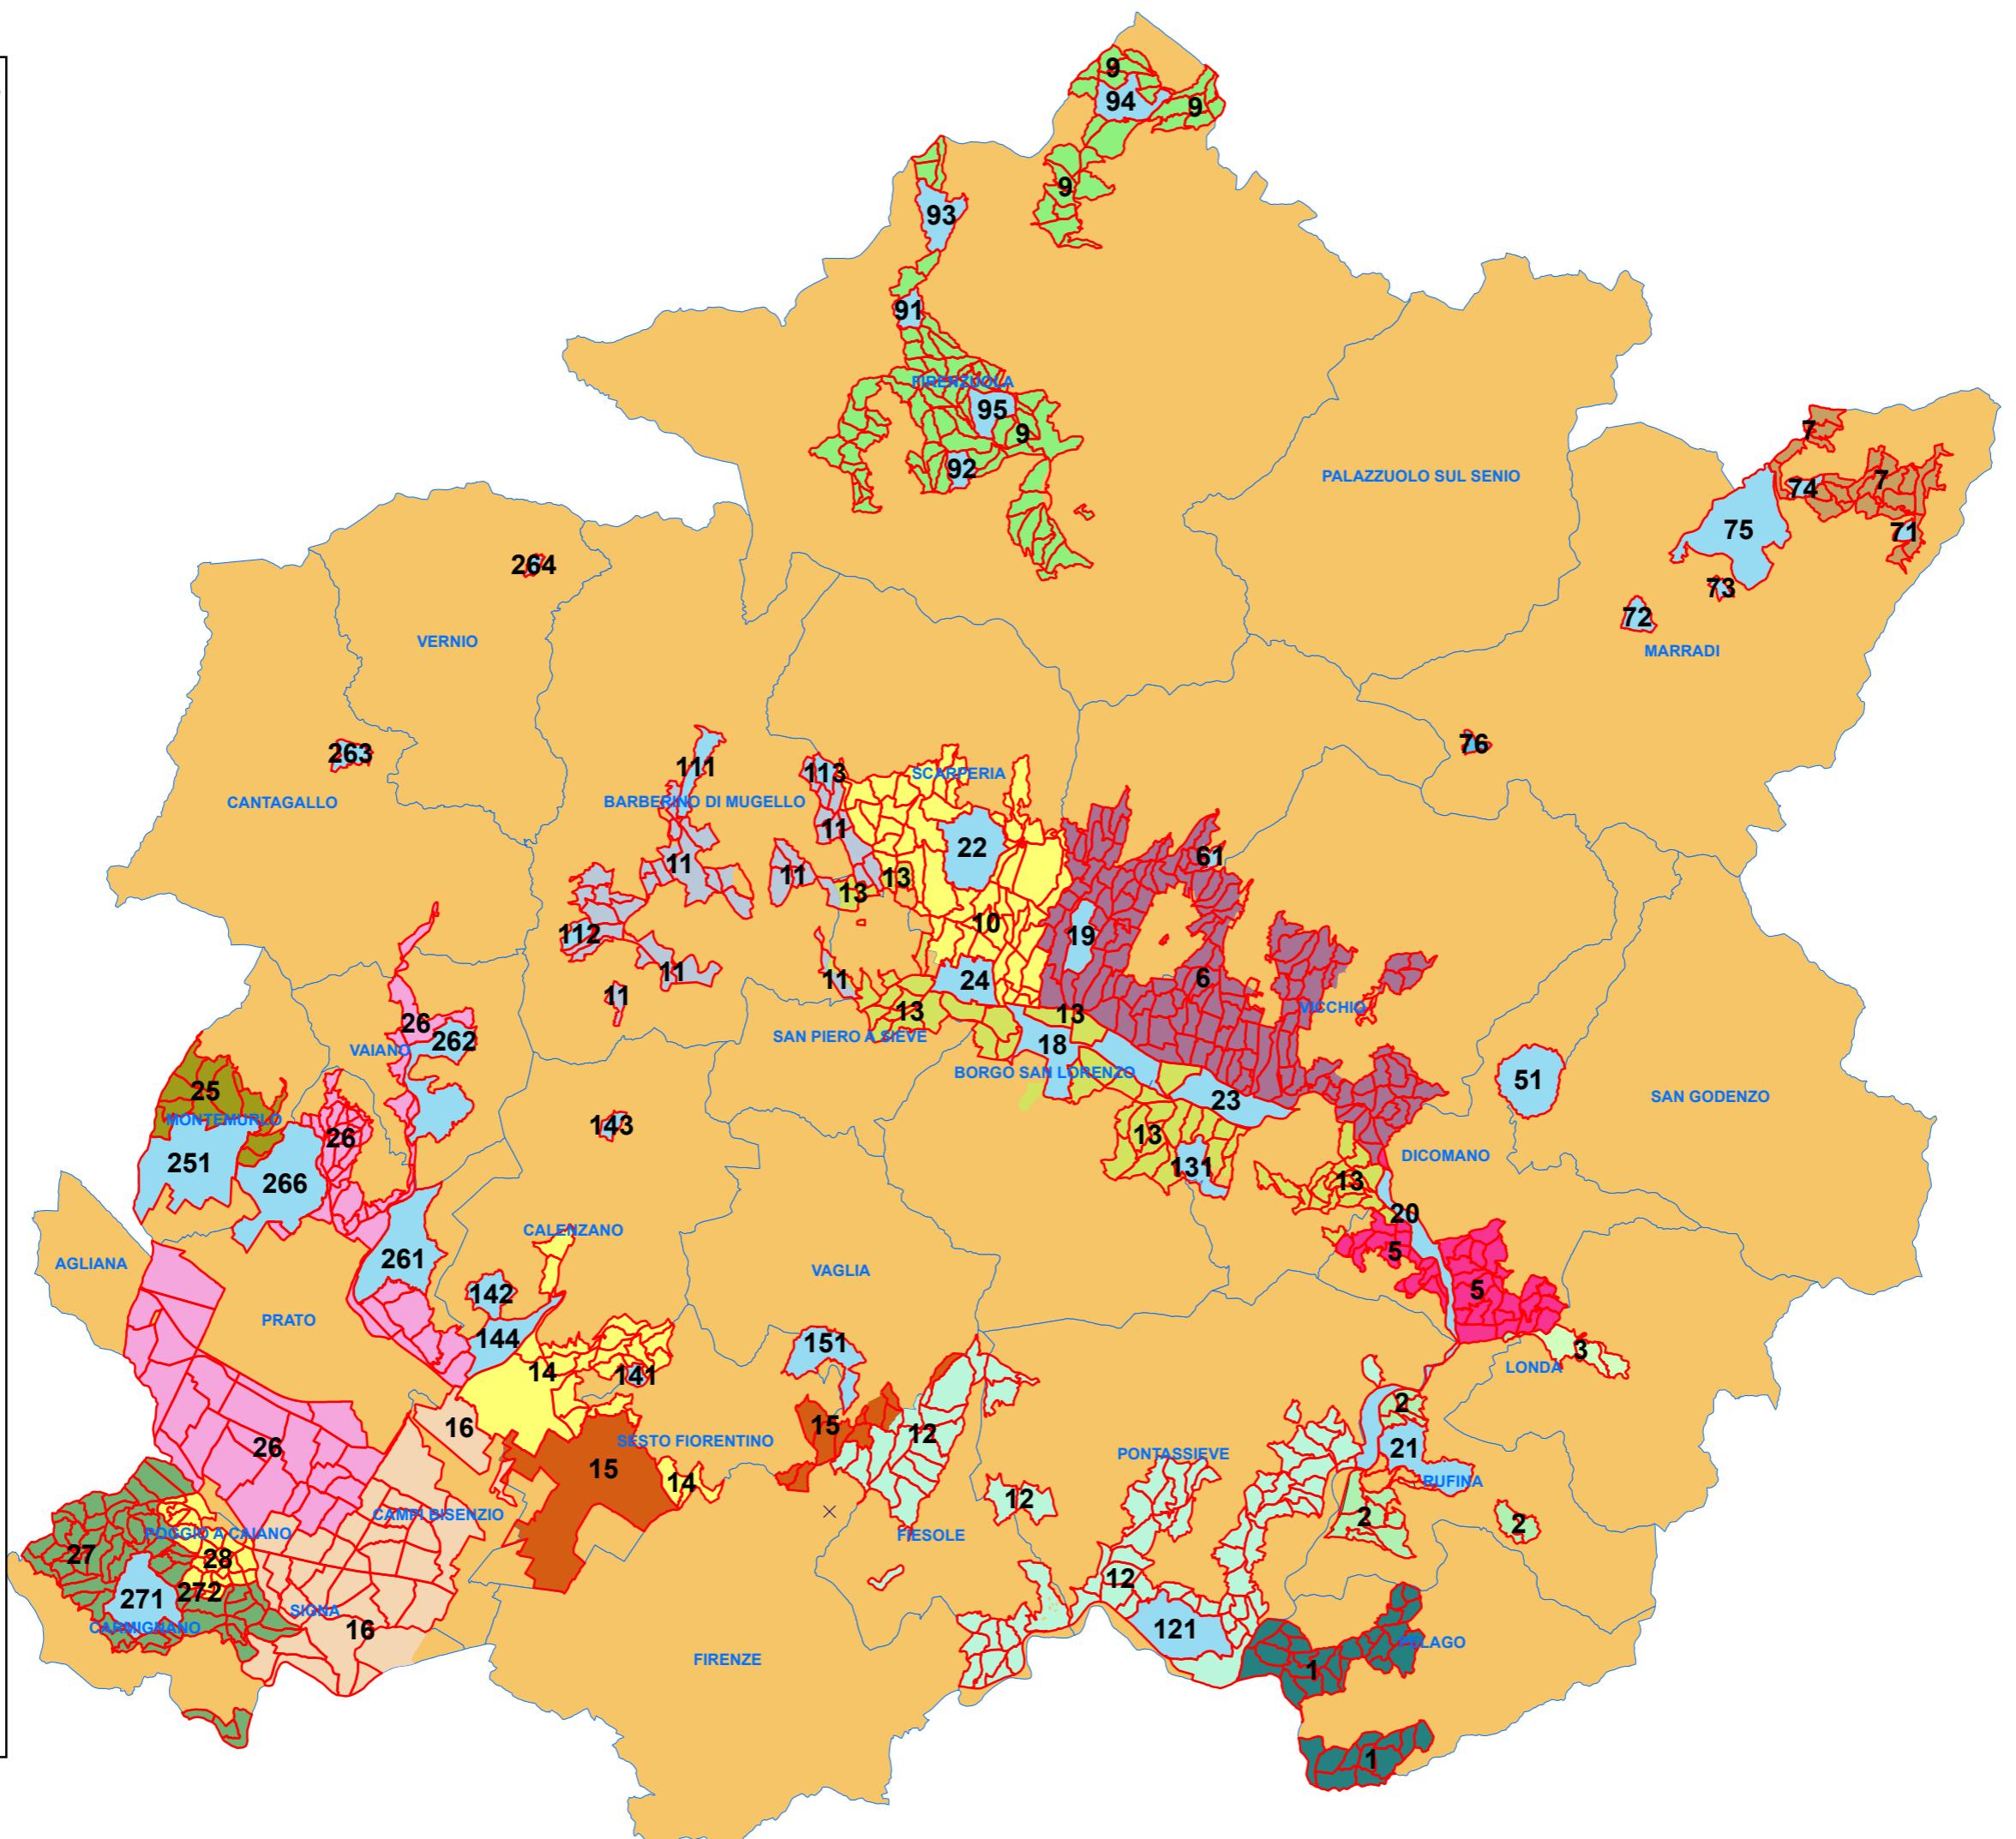 9
94
9
9
93
91
FIRENZUOLA
95
9
92
PALAZZUOLO SUL SENIO
7
7
74
75
71
73
72
MARRADI
264
VERNIO
263
CANTAGALLO
76
111
113
SCARPERIA
BARBERINO DI MUGELLO
11
22
61
11
11
13
13
10
19
112
11
11
24
6
11
13
13
VICCHIO
26
262
VAIANO
SAN PIERO A SIEVE
18
BORGO SAN LORENZO
23
51
SAN GODENZO
25
MONTEMURLO
143
26
13
251
266
131
DICOMANO
13
20
CALENZANO
5
AGLIANA
261
VAGLIA
142
5
PRATO
144
151
3
14
141
LONDA
2
16
15
12
26
SESTO FIORENTINO
21
15
PONTASSIEVE
14
RUFINA
12
CAMPI BISENZIO
2
2
POGGIO A CAIANO
FIESOLE
27
28
12
271
272
SIGNA
CARMIGNANO
16
121
PELAGO
FIRENZE
1
1